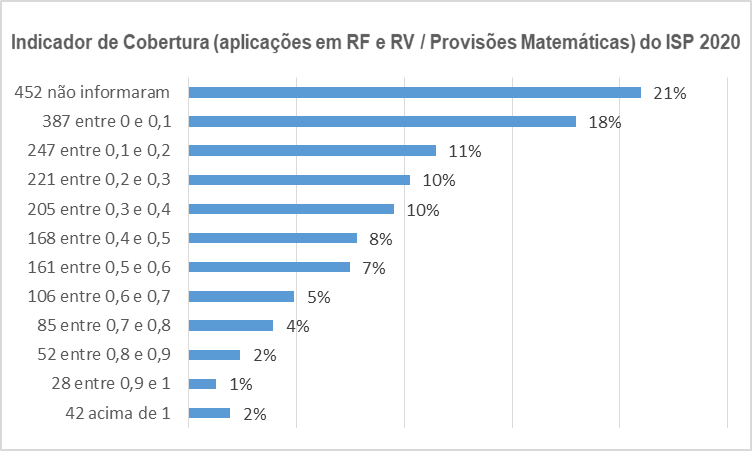 Indicador de Cobertura (aplicações em RF e RV / Provisões Matemáticas) do ISP 2020
452 não informaram 21%
387 entre 0 e 0,1 18%
247 entre 0,1 e 0,2 11%
221 entre 0,2 e 0,3 10%
205 entre 0,3 e 0,4 10%
168 entre 0,4 e 0,5 8%
161 entre 0,5 e 0,6 7%
106 entre 0,6 e 0,7 5%
85 entre 0,7 e 0,8 4%
52 entre 0,8 e 0,9 2%
28 entre 0,9 e 1 1%
42 acima de 1 2%